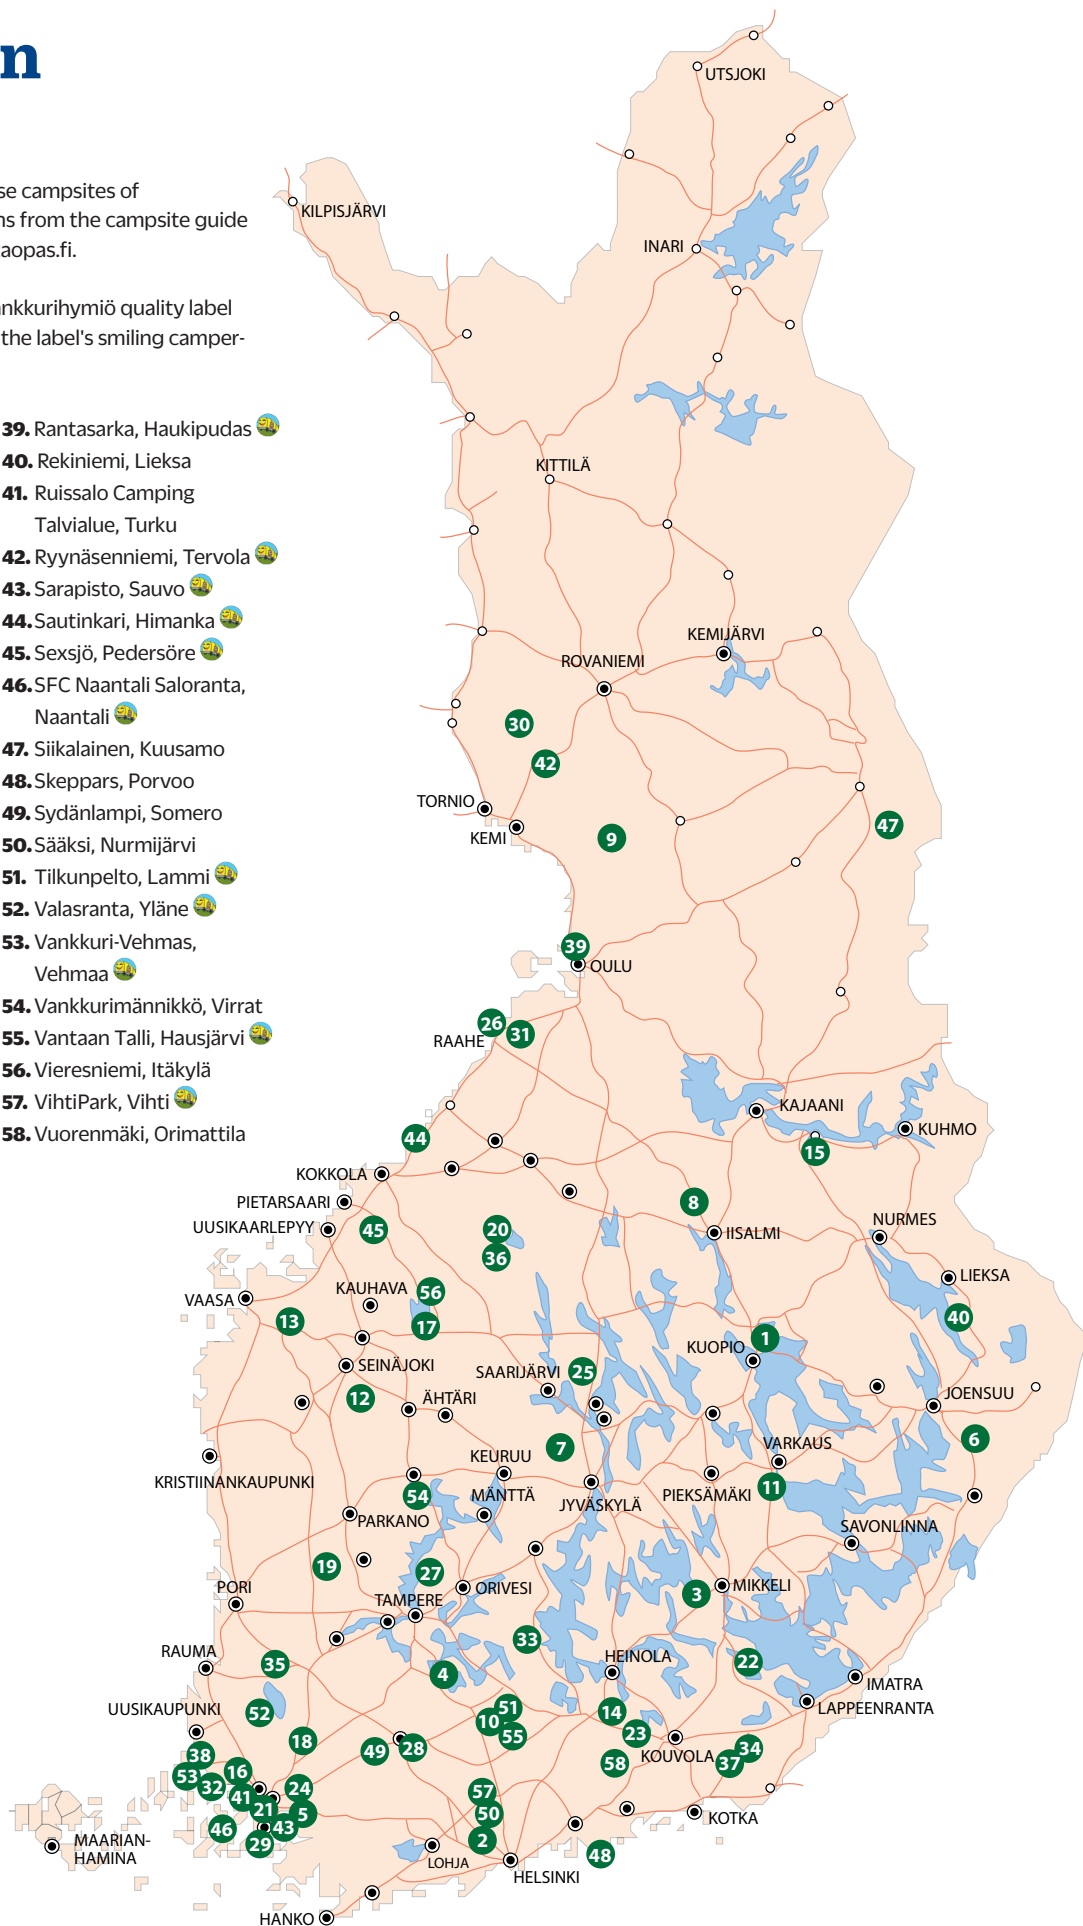 n
se campsites of
ns from the campsite guide
aopas.fi.
ankkurihymiö quality label
the label's smiling camper-
39. Rantasarka, Haukipudas
40. Rekiniemi, Lieksa
41. Ruissalo Camping
Talvialue, Turku
42. Ryynäsenniemi, Tervola
43. Sarapisto, Sauvo
44. Sautinkari, Himanka
45. Sexsjö, Pedersöre
46. SFC Naantali Saloranta,
Naantali
47. Siikalainen, Kuusamo
48. Skeppars, Porvoo
49. Sydänlampi, Somero
50. Sääksi, Nurmijärvi
51. Tilkunpelto, Lammi
52. Valasranta, Yläne
53. Vankkuri-Vehmas,
Vehmaa
54. Vankkurimännikkö, Virrat
55. Vantaan Talli, Hausjärvi
56. Vieresniemi, Itäkylä
57. VihtiPark, Vihti
58. Vuorenmäki, Orimattila
UTSJOKI
KILPISJÄRVI
INARI
KITTILÄ
KEMIJÄRVI
ROVANIEMI
30
42
TORNIO
KEMI
9
47
39
OULU
26
31
RAAHE
KAJAANI
KUHMO
44
15
KOKKOLA
PIETARSAARI
8
UUSIKAARLEPYY
45
20
IISALMI
NURMES
36
LIEKSA
KAUHAVA
56
VAASA
13
17
40
1
KUOPIO
SEINÄJOKI
SAARIJÄRVI
25
12
ÄHTÄRI
JOENSUU
6
7
VARKAUS
KEURUU
KRISTIINANKAUPUNKI
11
54
MÄNTTÄ
PIEKSÄMÄKI
JYVÄSKYLÄ
PARKANO
SAVONLINNA
19
27
PORI
ORIVESI
3
MIKKELI
TAMPERE
33
RAUMA
35
4
HEINOLA
22
IMATRA
UUSIKAUPUNKI
52
51
14
LAPPEENRANTA
10
55
23
18
38
49
28
KOUVOLA
34
58
37
53
16
32
24
41
57
21
5
50
KOTKA
46
43
29
2
48
MAARIAN-
HAMINA
LOHJA
HELSINKI
HANKO